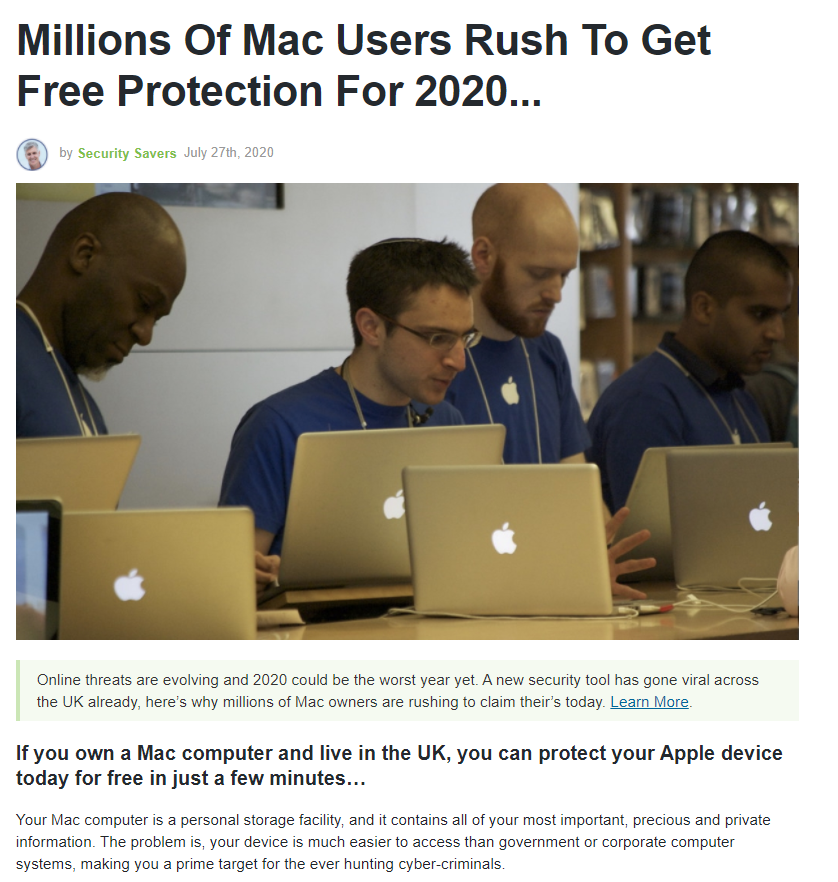 Millions Of Mac Users Rush To Get
Free Protection For 2020...
by Security Savers July 27th, 2020
Online threats are evolving and 2020 could be the worst year yet. A new security tool has gone viral across
the UK already, here’s why millions of Mac owners are rushing to claim their’s today. Learn More.
If you own a Mac computer and live in the UK, you can protect your Apple device
today for free in just a few minutes…
Your Mac computer is a personal storage facility, and it contains all of your most important, precious and private
information. The problem is, your device is much easier to access than government or corporate computer
systems, making you a prime target for the ever hunting cyber-criminals.